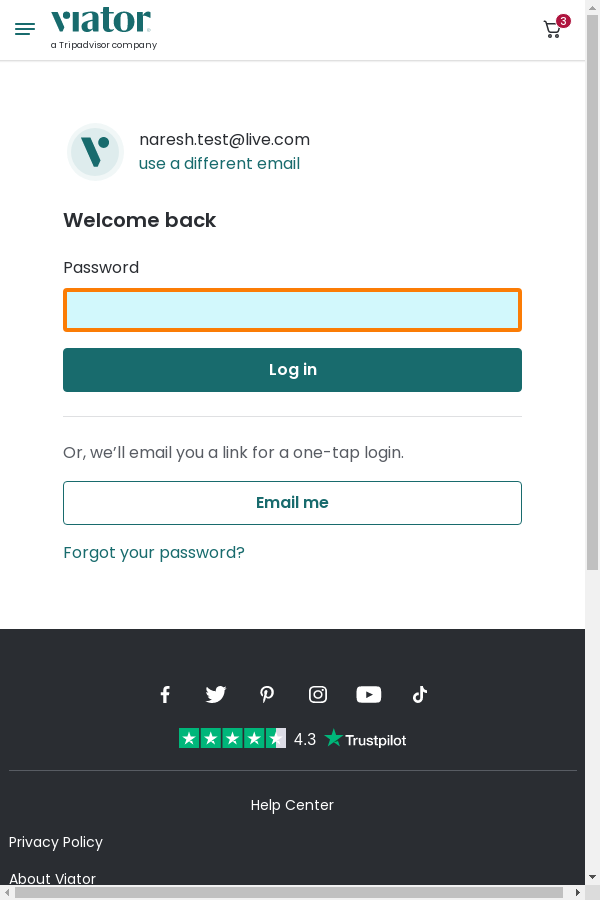 viator
a Tripadvisor company
3
naresh.test@live.com
use a different email
Welcome back
Password
Log in
Or, we’ll email you a link for a one-tap login.
Email me
Forgot your password?
4.3 Trustpilot
Help Center
Privacy Policy
About Viator